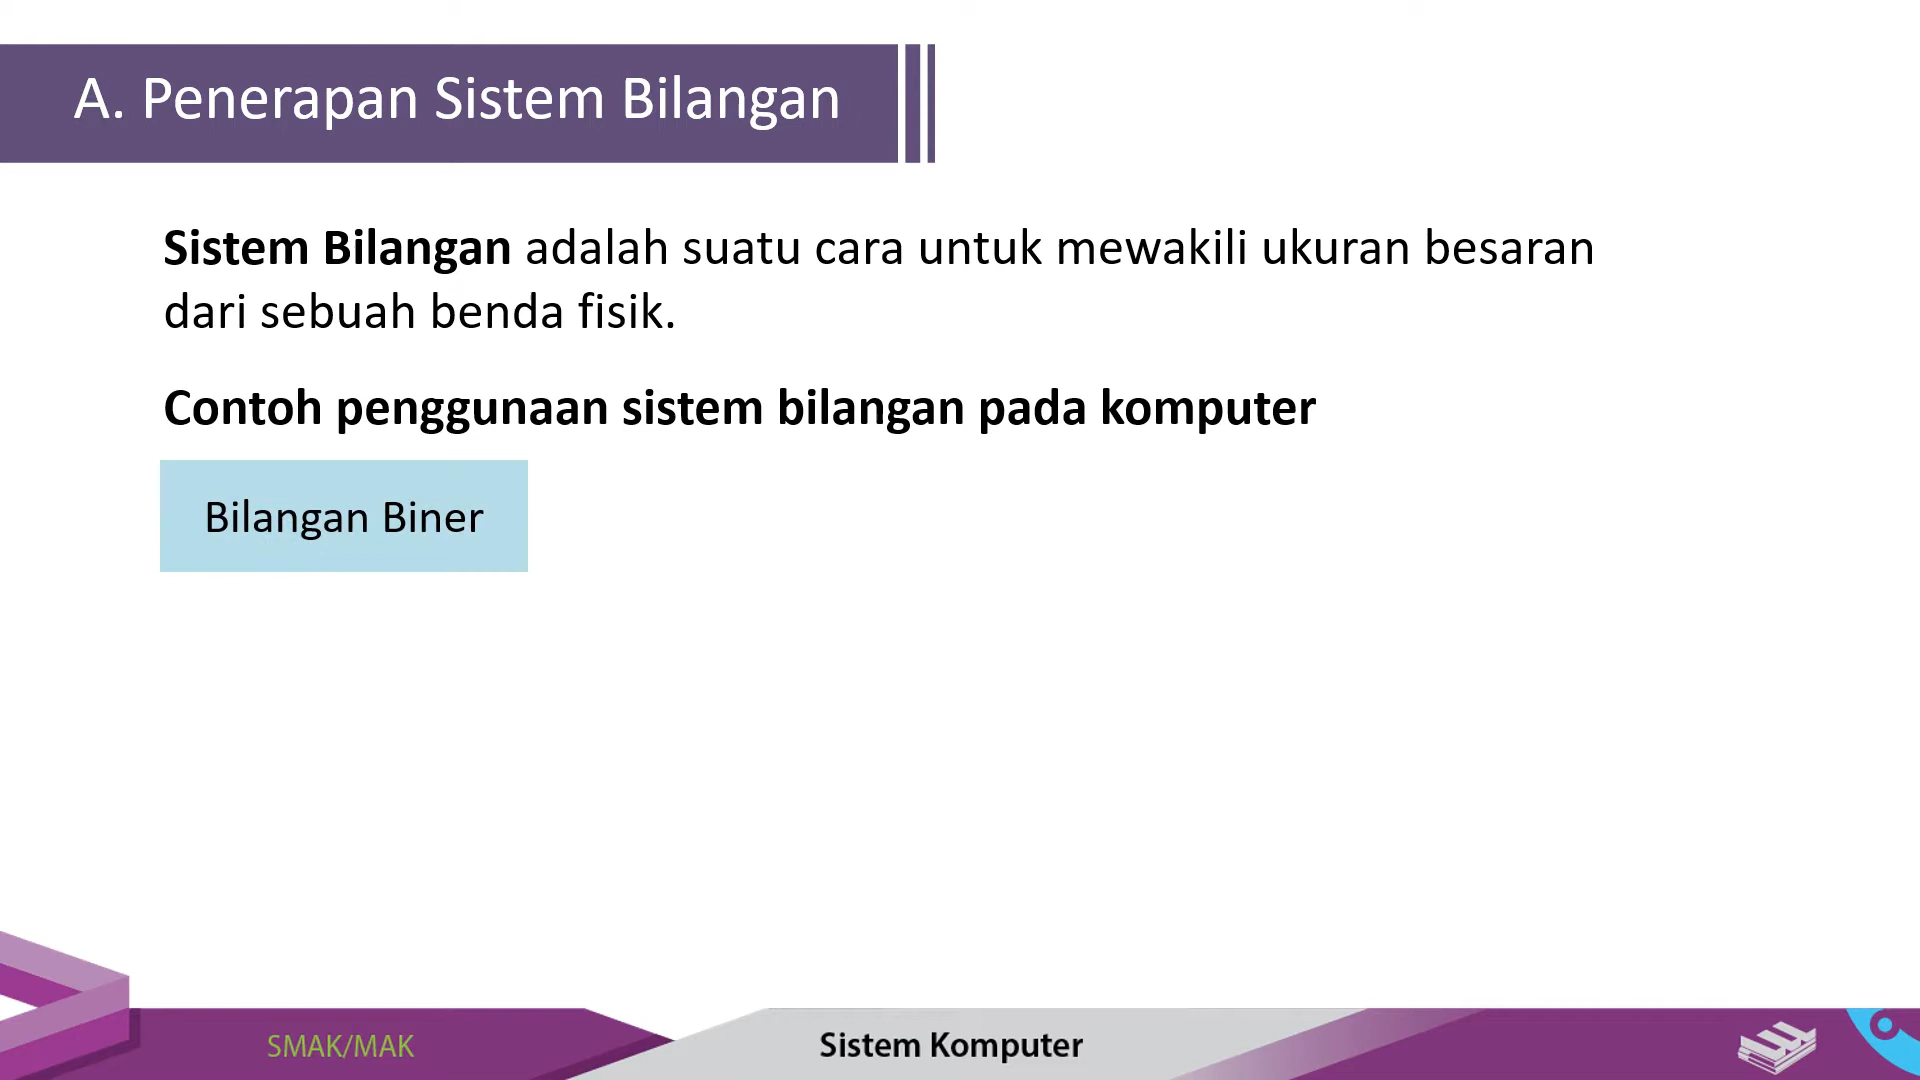 A. Penerapan Sistem Bilangan
Sistem Bilangan adalah suatu cara untuk mewakili ukuran besaran
dari sebuah benda fisik.
Contoh penggunaan sistem bilangan pada komputer
Bilangan Biner
SMAK/MAK
Sistem Komputer